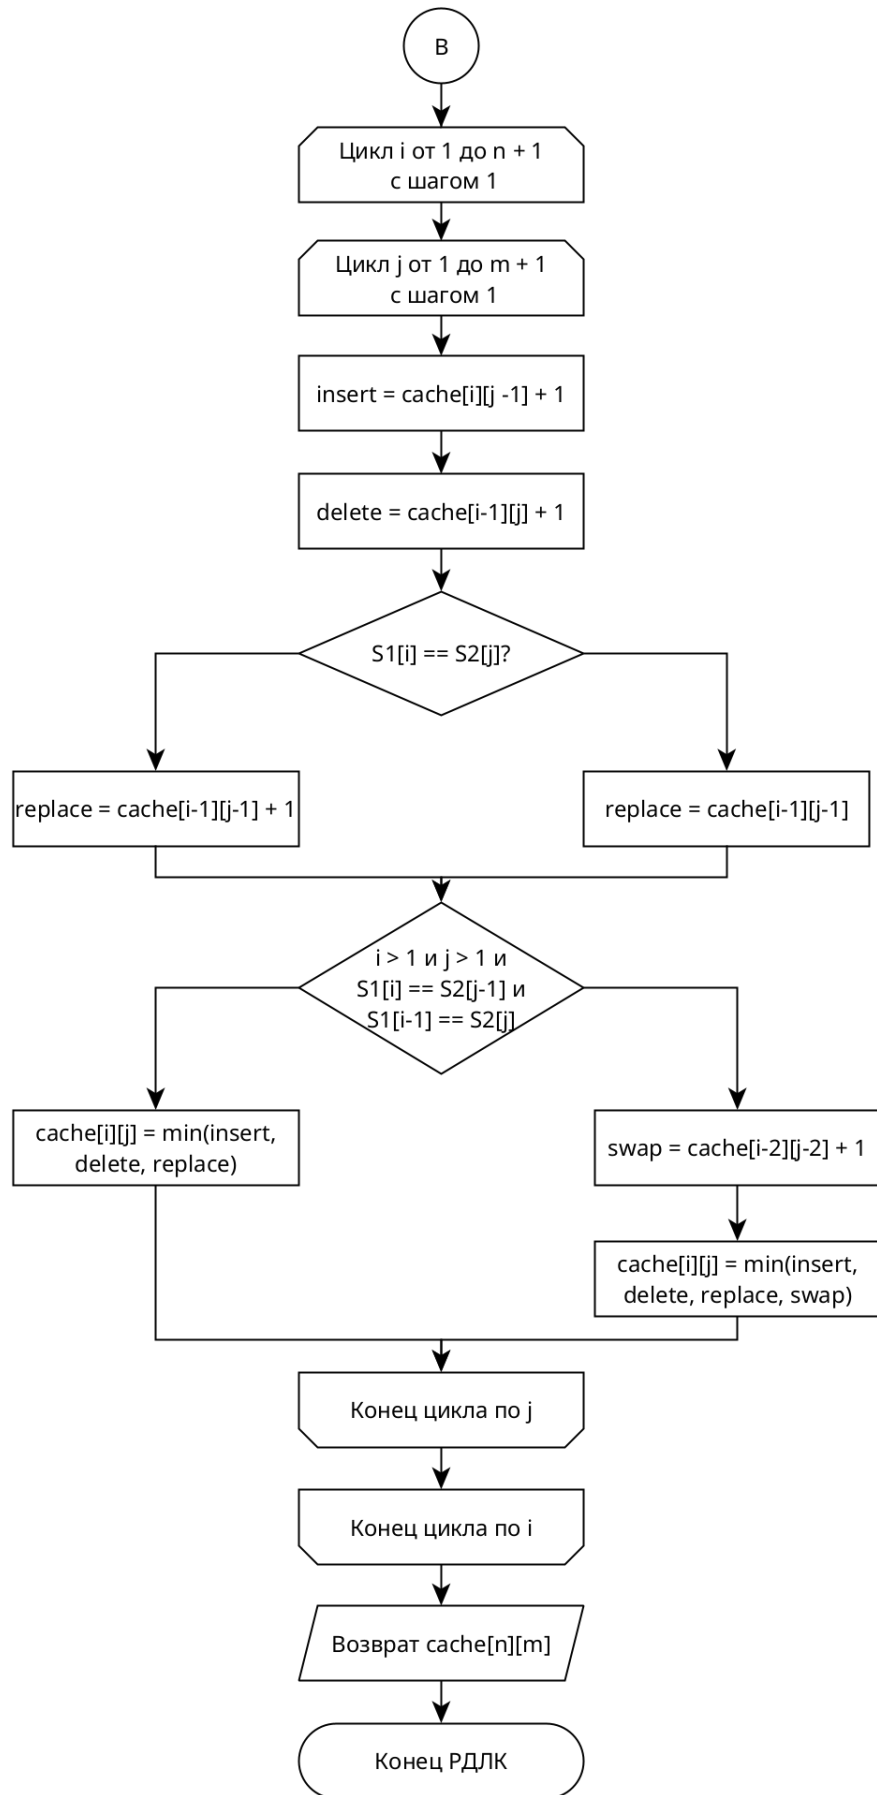 B
Цикл i от 1 до n + 1
с шагом 1
Цикл j от 1 до m + 1
с шагом 1
insert = cache[i][j -1] + 1
delete = cache[i-1][j] + 1
S1[i] == S2[j]?
replace = cache[i-1][j-1] + 1
replace = cache[i-1][j-1]
i > 1 и j > 1 и
S1[i] == S2[j-1] и
S1[i-1] == S2[j]
cache[i][j] = min(insert,
delete, replace)
swap = cache[i-2][j-2] + 1
cache[i][j] = min(insert,
delete, replace, swap)
Конец цикла по j
Конец цикла по i
Возврат cache[n][m]
Конец РДЛК